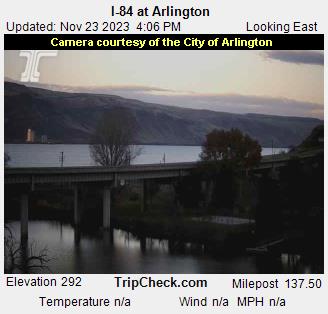 I-84 at Arlington
Updated: Nov 23 2023 4:06 PM Looking East
Camera courtesy of the City of Arlington
Elevation 292 TripCheck.com Milepost 137.50
Temperature n/a Wind n/a MPH n/a